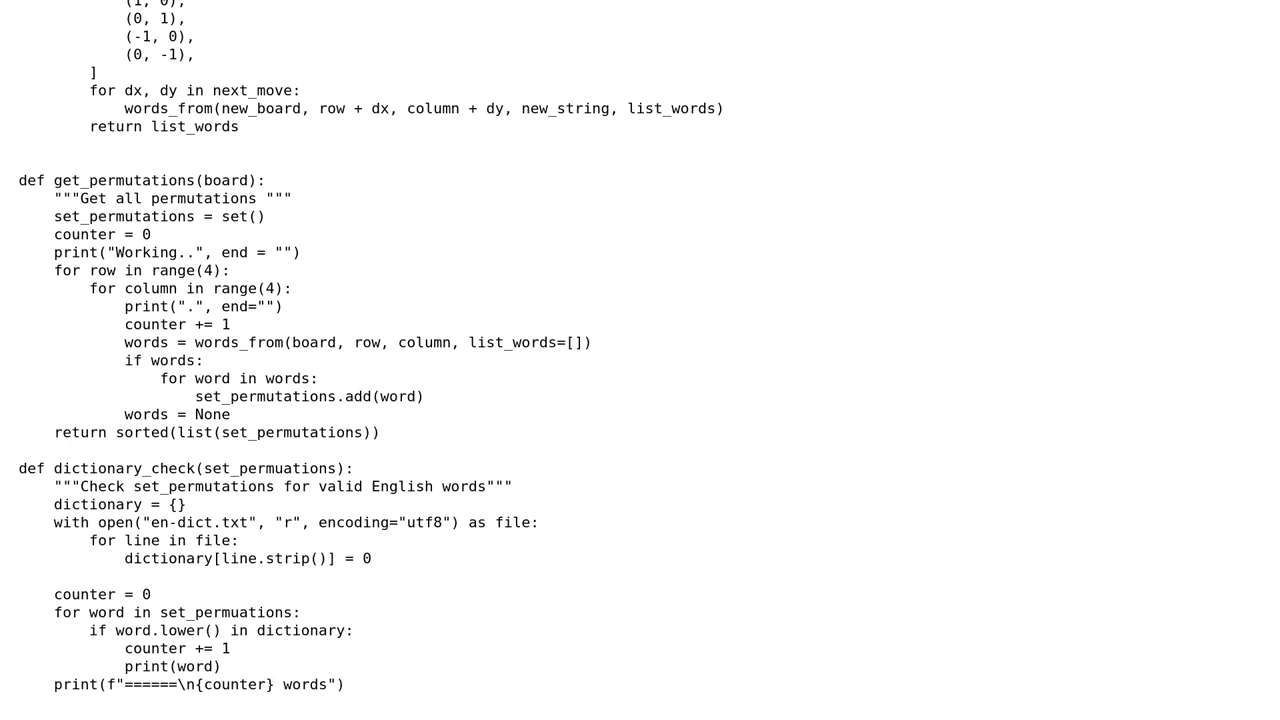 (1, 0),
(0, 1),
(-1, 0),
(0, -1),
]
for dx, dy in next_move:
words_from(new_board, row + dx, column + dy, new_string, list_words)
return list_words
def get_permutations(board):
"""Get all permutations """
set_permutations = set()
counter = 0
print("Working..", end = "")
for row in range(4):
for column in range(4):
print(".", end="")
counter += 1
words = words_from(board, row, column, list_words=[])
if words:
for word in words:
set_permutations.add(word)
words = None
return sorted(list(set_permutations))
def dictionary_check(set_permuations):
"""Check set_permutations for valid English words"""
dictionary = {}
with open("en-dict.txt", "r", encoding="utf8") as file:
for line in file:
dictionary[line.strip()] = 0
counter = 0
for word in set_permuations:
if word.lower() in dictionary:
counter += 1
print(word)
print(f"======\n{counter} words")